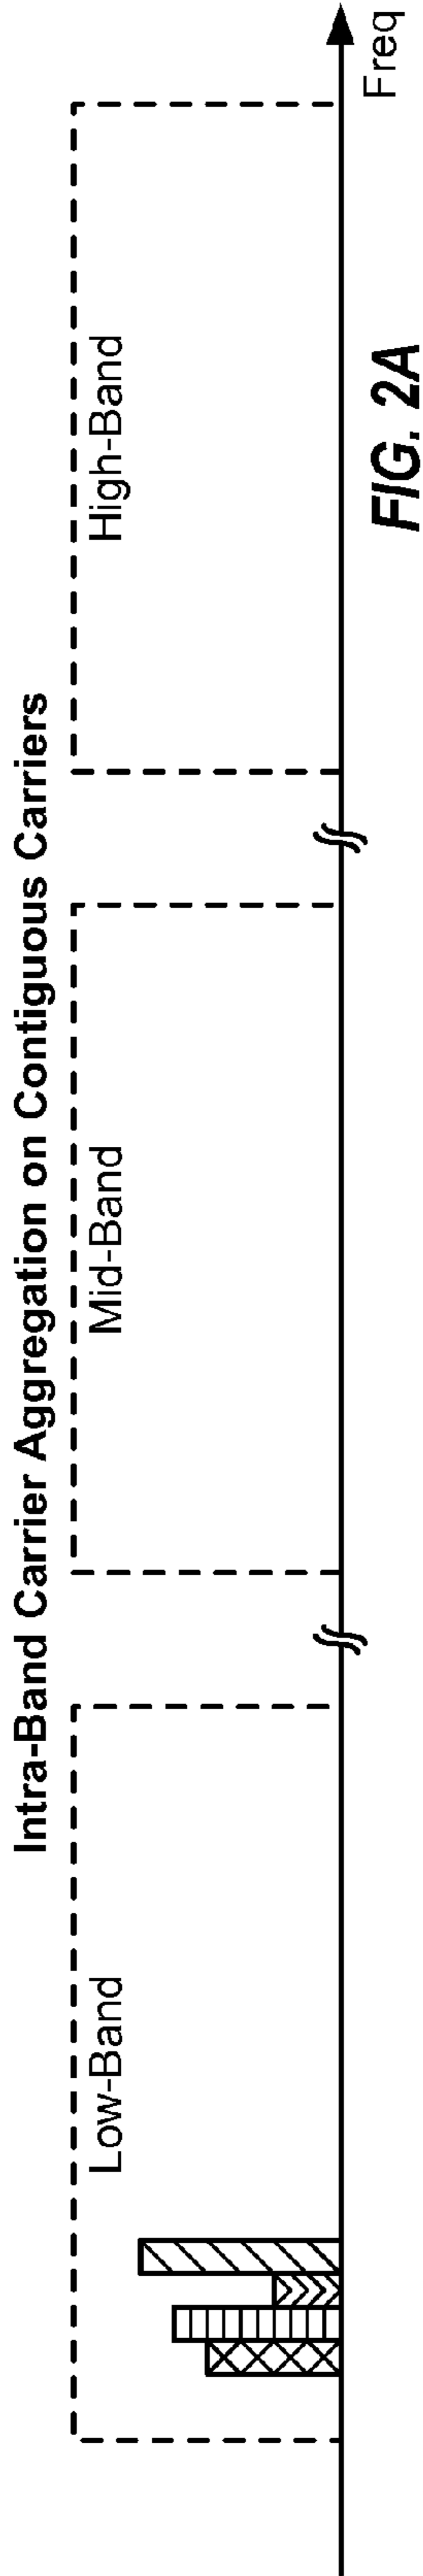 Intra-Band Carrier Aggregation on Contiguous Carriers
Low-Band
Mid-Band
High-Band
Freq
FIG. 2A